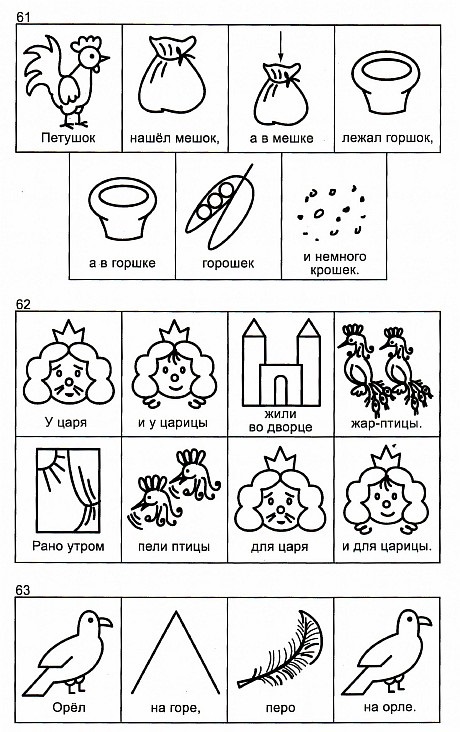 61
Петушок
нашёл мешок,
а в мешке
лежал горшок,
а в горшке
горошек
и немного
крошек.
62
У царя
и у царицы
жили
во дворце
жар-птицы.
Рано утром
пели птицы
для царя
и для царицы.
63
Орёл
на горе,
перо
на орле.